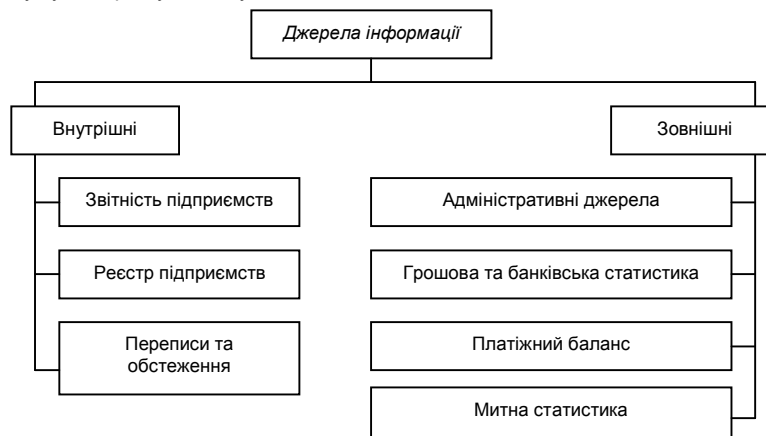 Джерела інформації
Внутрішні
Зовнішні
Звітність підприємств
Адміністративні джерела
Реєстр підприємств
Грошова та банківська статистика
Переписи та
обстеження
Платіжний баланс
Митна статистика